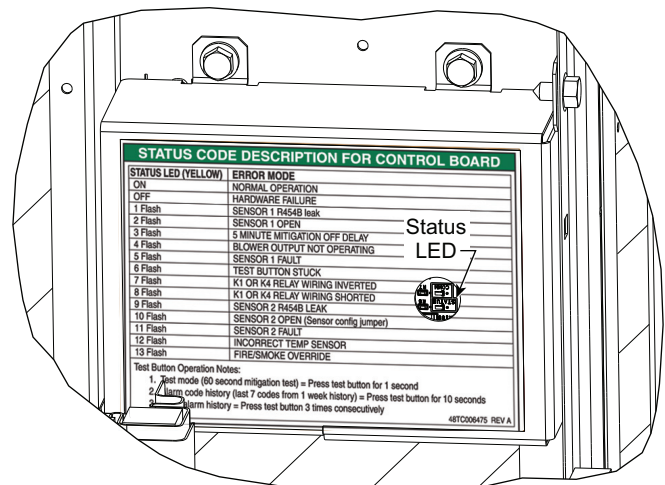 STATUS CODE DESCRIPTION FOR CONTROL BOARD
STATUS LED (YELLOW) ERROR MODE
ON NORMAL OPERATION
OFF HARDWARE FAILURE
1 Flash SENSOR 1 R454B leak
2 Flash SENSOR 1 OPEN
3 Flash 5 MINUTE MITIGATION OFF DELAY
4 Flash BLOWER OUTPUT NOT OPERATING
5 Flash SENSOR 1 FAULT
6 Flash TEST BUTTON STUCK
7 Flash K1 OR K4 RELAY WIRING INVERTED
8 Flash K1 OR K4 RELAY WIRING SHORTED
9 Flash SENSOR 2 R454B LEAK
10 Flash SENSOR 2 OPEN (Sensor config jumper)
11 Flash SENSOR 2 FAULT
12 Flash INCORRECT TEMP SENSOR
13 Flash FIRE/SMOKE OVERRIDE
Status
LED
STATUS
Test Button Operation Notes:
1. Test mode (60 second mitigation test) = Press test button for 1 second
2. Alarm code history (last 7 codes from 1 week history) = Press test button for 10 seconds
alarm history = Press test button 3 times consecutively
48TC006475 REV A